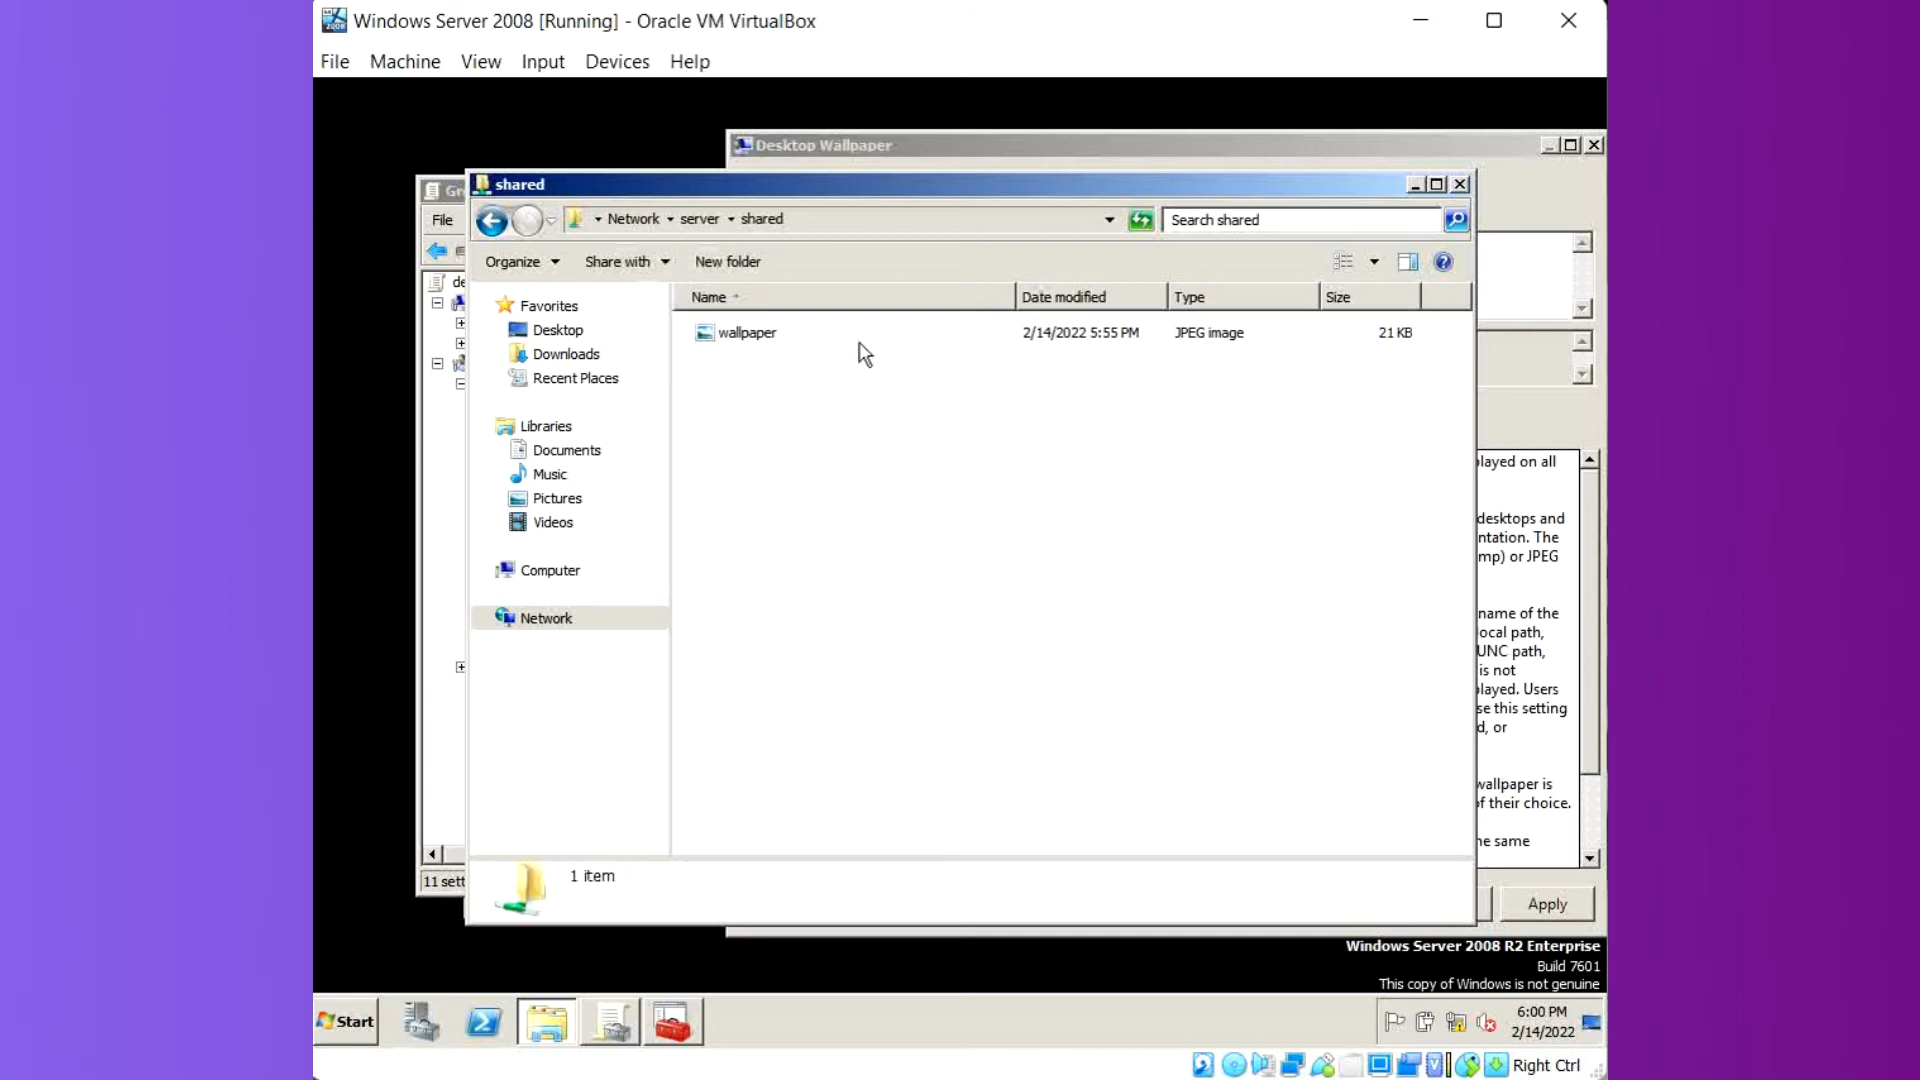 Windows Server 2008 [Running] - Oracle VM VirtualBox
File Machine View Input Devices Help
Desktop Wallpaper
shared
File
Network server shared
Search shared
Organize Share with New folder
Name Date modified Type Size
wallpaper 2/14/2022 5:55 PM JPEG image 21 KB
Favorites
Desktop
Downloads
Recent Places
Libraries
Documents
Music
Pictures
Videos
Computer
Network
layed on all
desktops and
ntation. The
mp) or JPEG
name of the
ocal path,
UNC path,
is not
layed. Users
se this setting
d, or
wallpaper is
f their choice.
he same
1 item
11 sett
Apply
Windows Server 2008 R2 Enterprise
Build 7601
This copy of Windows is not genuine
Start
6:00 PM
2/14/2022
Right Ctrl